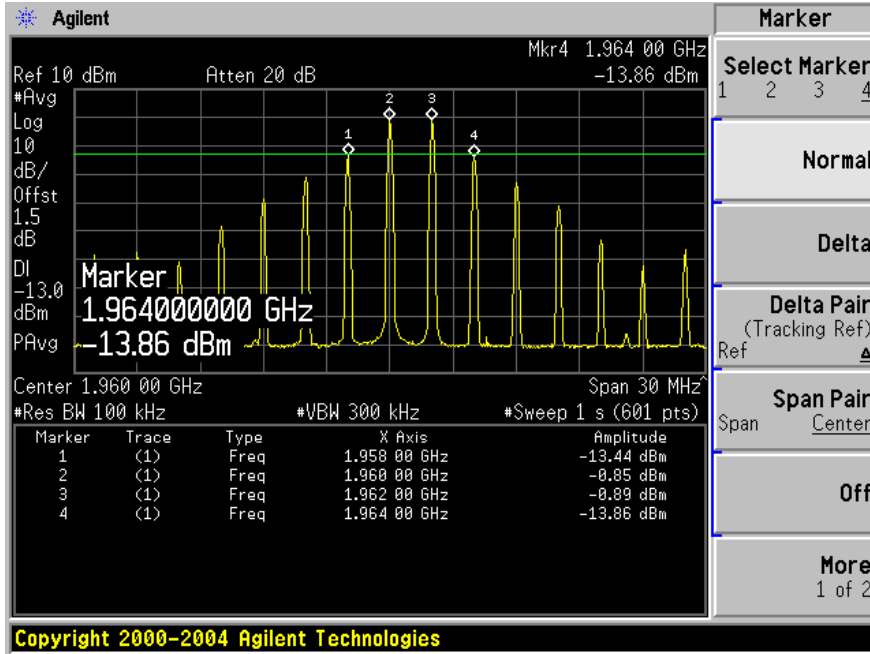 Agilent
Marker
Mkr4 1.964 00 GHz
Ref 10 dBm Atten 20 dB -13.86 dBm
#Avg
Log
10
dB/
Offst
1.5
dB
DI
-13.0
dBm
PAvg
1 2 3 4
Marker
1.964000000 GHz
-13.86 dBm
Center 1.960 00 GHz Span 30 MHz^
#Res BW 100 kHz #VBW 300 kHz #Sweep 1 s (601 pts)
Marker Trace Type X Axis Amplitude
1 (1) Freq 1.958 00 GHz -13.44 dBm
2 (1) Freq 1.960 00 GHz -0.85 dBm
3 (1) Freq 1.962 00 GHz -0.89 dBm
4 (1) Freq 1.964 00 GHz -13.86 dBm
Select Marker
1 2 3 4
Normal
Delta
Delta Pair
(Tracking Ref)
Ref Δ
Span Pair
Span Center
Off
More
1 of 2
Copyright 2000-2004 Agilent Technologies